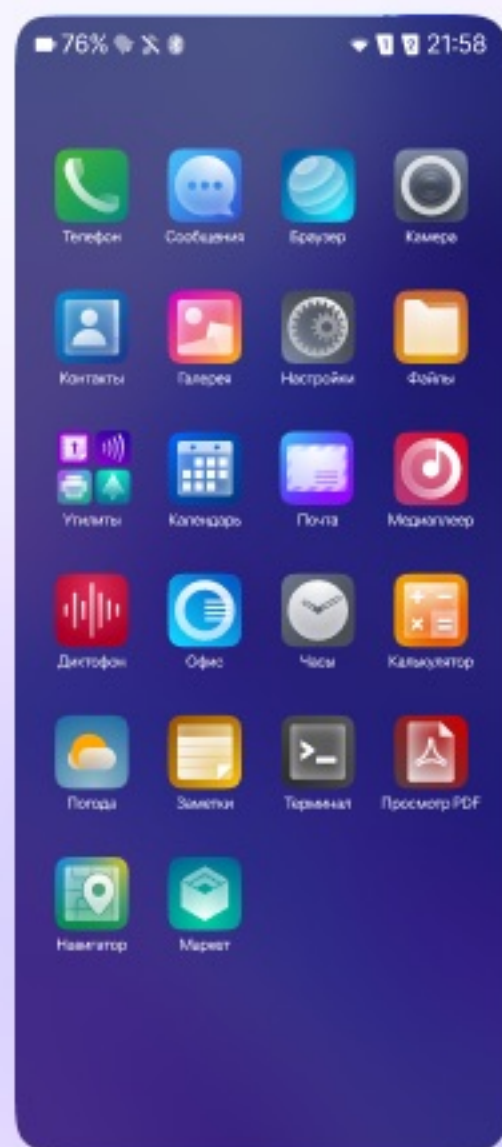 76% 21:58
Телефон Сообщения Браузер Камера
Контакты Галерея Настройки Файлы
Утилиты Календарь Почта Медиаплеер
Диктофон Офис Часы Калькулятор
Погода Заметки Терминал Просмотр PDF
Навигатор Маркет